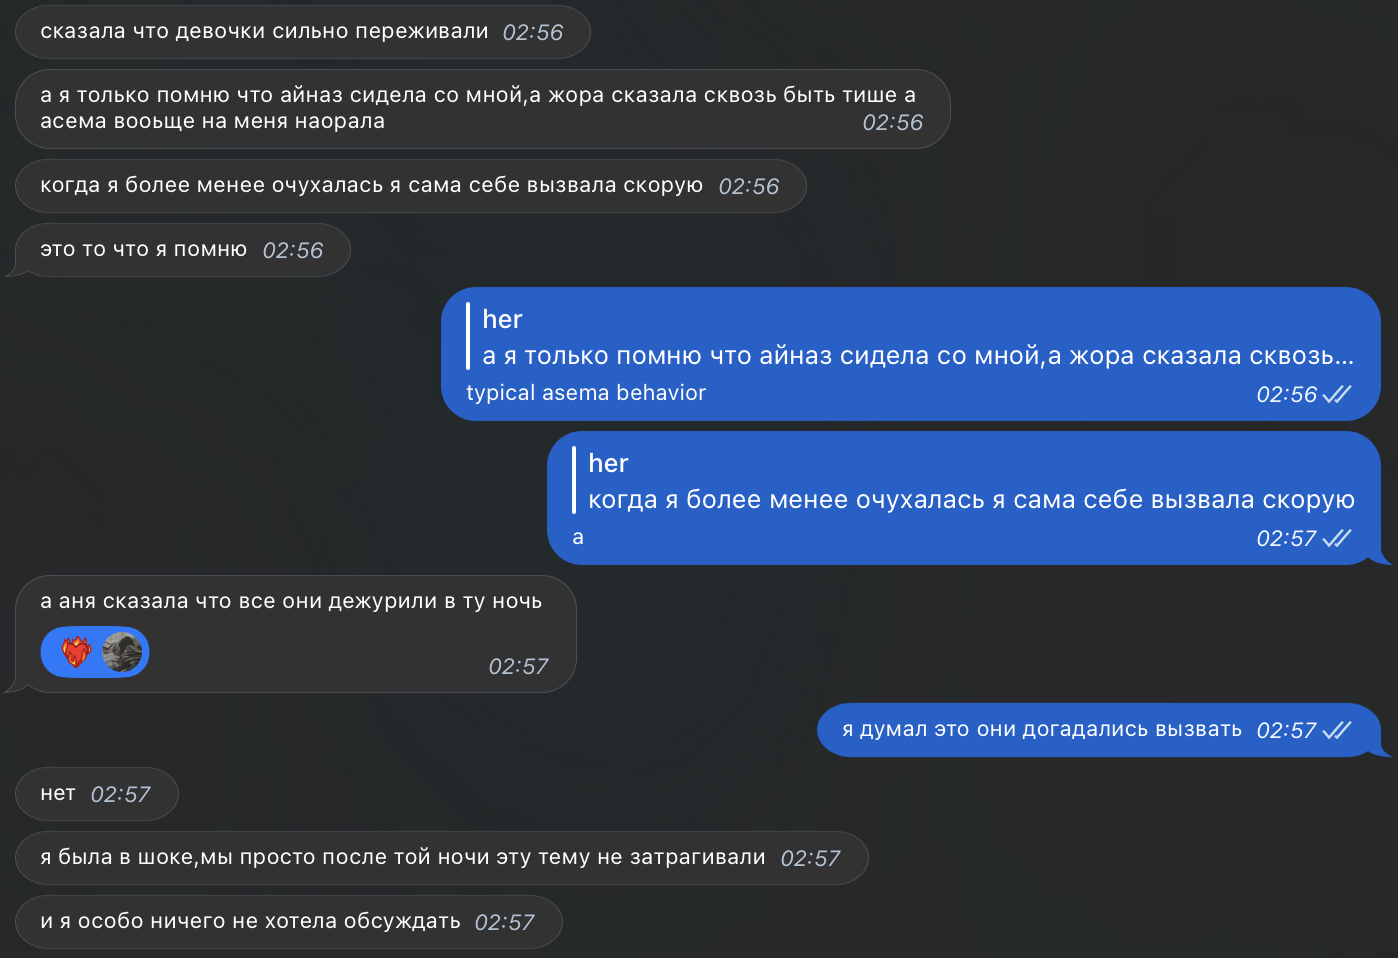 сказала что девочки сильно переживали 02:56
а я только помню что айназ сидела со мной,а жора сказала сквозь быть тише а
асема вооьще на меня наорала 02:56
когда я более менее очухалась я сама себе вызвала скорую 02:56
это то что я помню 02:56
her
а я только помню что айназ сидела со мной,а жора сказала сквозь...
typical asema behavior 02:56
her
когда я более менее очухалась я сама себе вызвала скорую
а 02:57
а аня сказала что все они дежурили в ту ночь
02:57
я думал это они догадались вызвать 02:57
нет 02:57
я была в шоке,мы просто после той ночи эту тему не затрагивали 02:57
и я особо ничего не хотела обсуждать 02:57